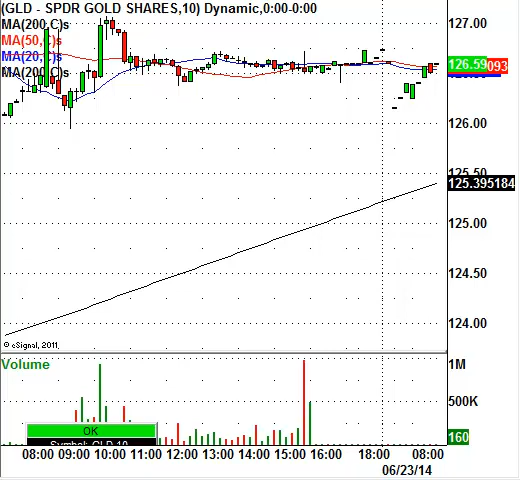 (GLD - SPDR GOLD SHARES,10) Dynamic,0:00-0:00
MA(200,C)s
MA(50,C)s
MA(20,C)s
MA(200,C)s
127.00
126.59
093
126.00
125.50
125.395184
125.00
124.50
124.00
© eSignal, 2011
Volume
1M
500K
160
OK
Symbol: GLD,10
08:00 09:00 10:00 11:00 12:00 13:00 14:00 15:00 16:00 18:00 08:00
06/23/14